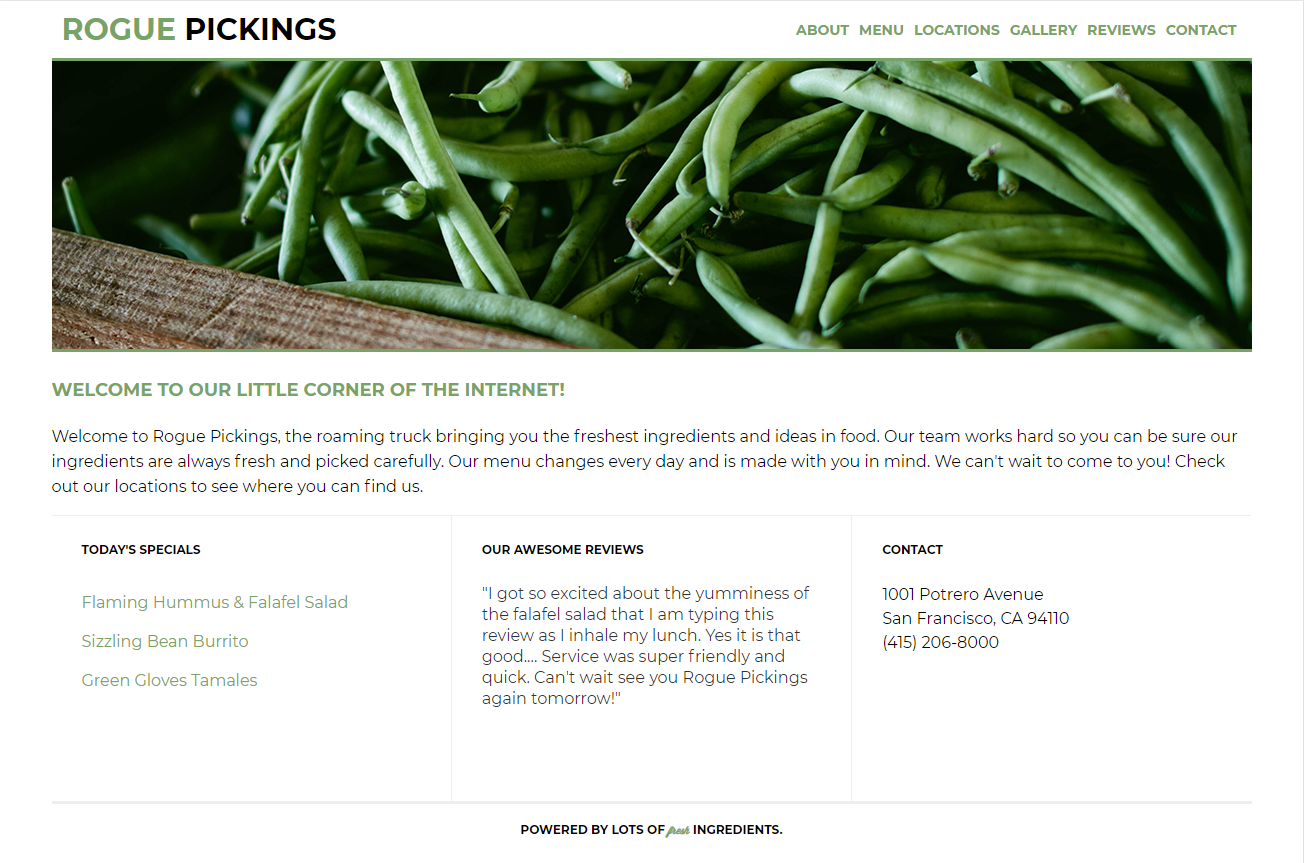 ROGUE PICKINGS
ABOUT MENU LOCATIONS GALLERY REVIEWS CONTACT
WELCOME TO OUR LITTLE CORNER OF THE INTERNET!
Welcome to Rogue Pickings, the roaming truck bringing you the freshest ingredients and ideas in food. Our team works hard so you can be sure our
ingredients are always fresh and picked carefully. Our menu changes every day and is made with you in mind. We can't wait to come to you! Check
out our locations to see where you can find us.
TODAY'S SPECIALS
Flaming Hummus & Falafel Salad
Sizzling Bean Burrito
Green Gloves Tamales
OUR AWESOME REVIEWS
"I got so excited about the yumminess of
the falafel salad that I am typing this
review as I inhale my lunch. Yes it is that
good.... Service was super friendly and
quick. Can't wait see you Rogue Pickings
again tomorrow!"
CONTACT
1001 Potrero Avenue
San Francisco, CA 94110
(415) 206-8000
POWERED BY LOTS OF fresh INGREDIENTS.